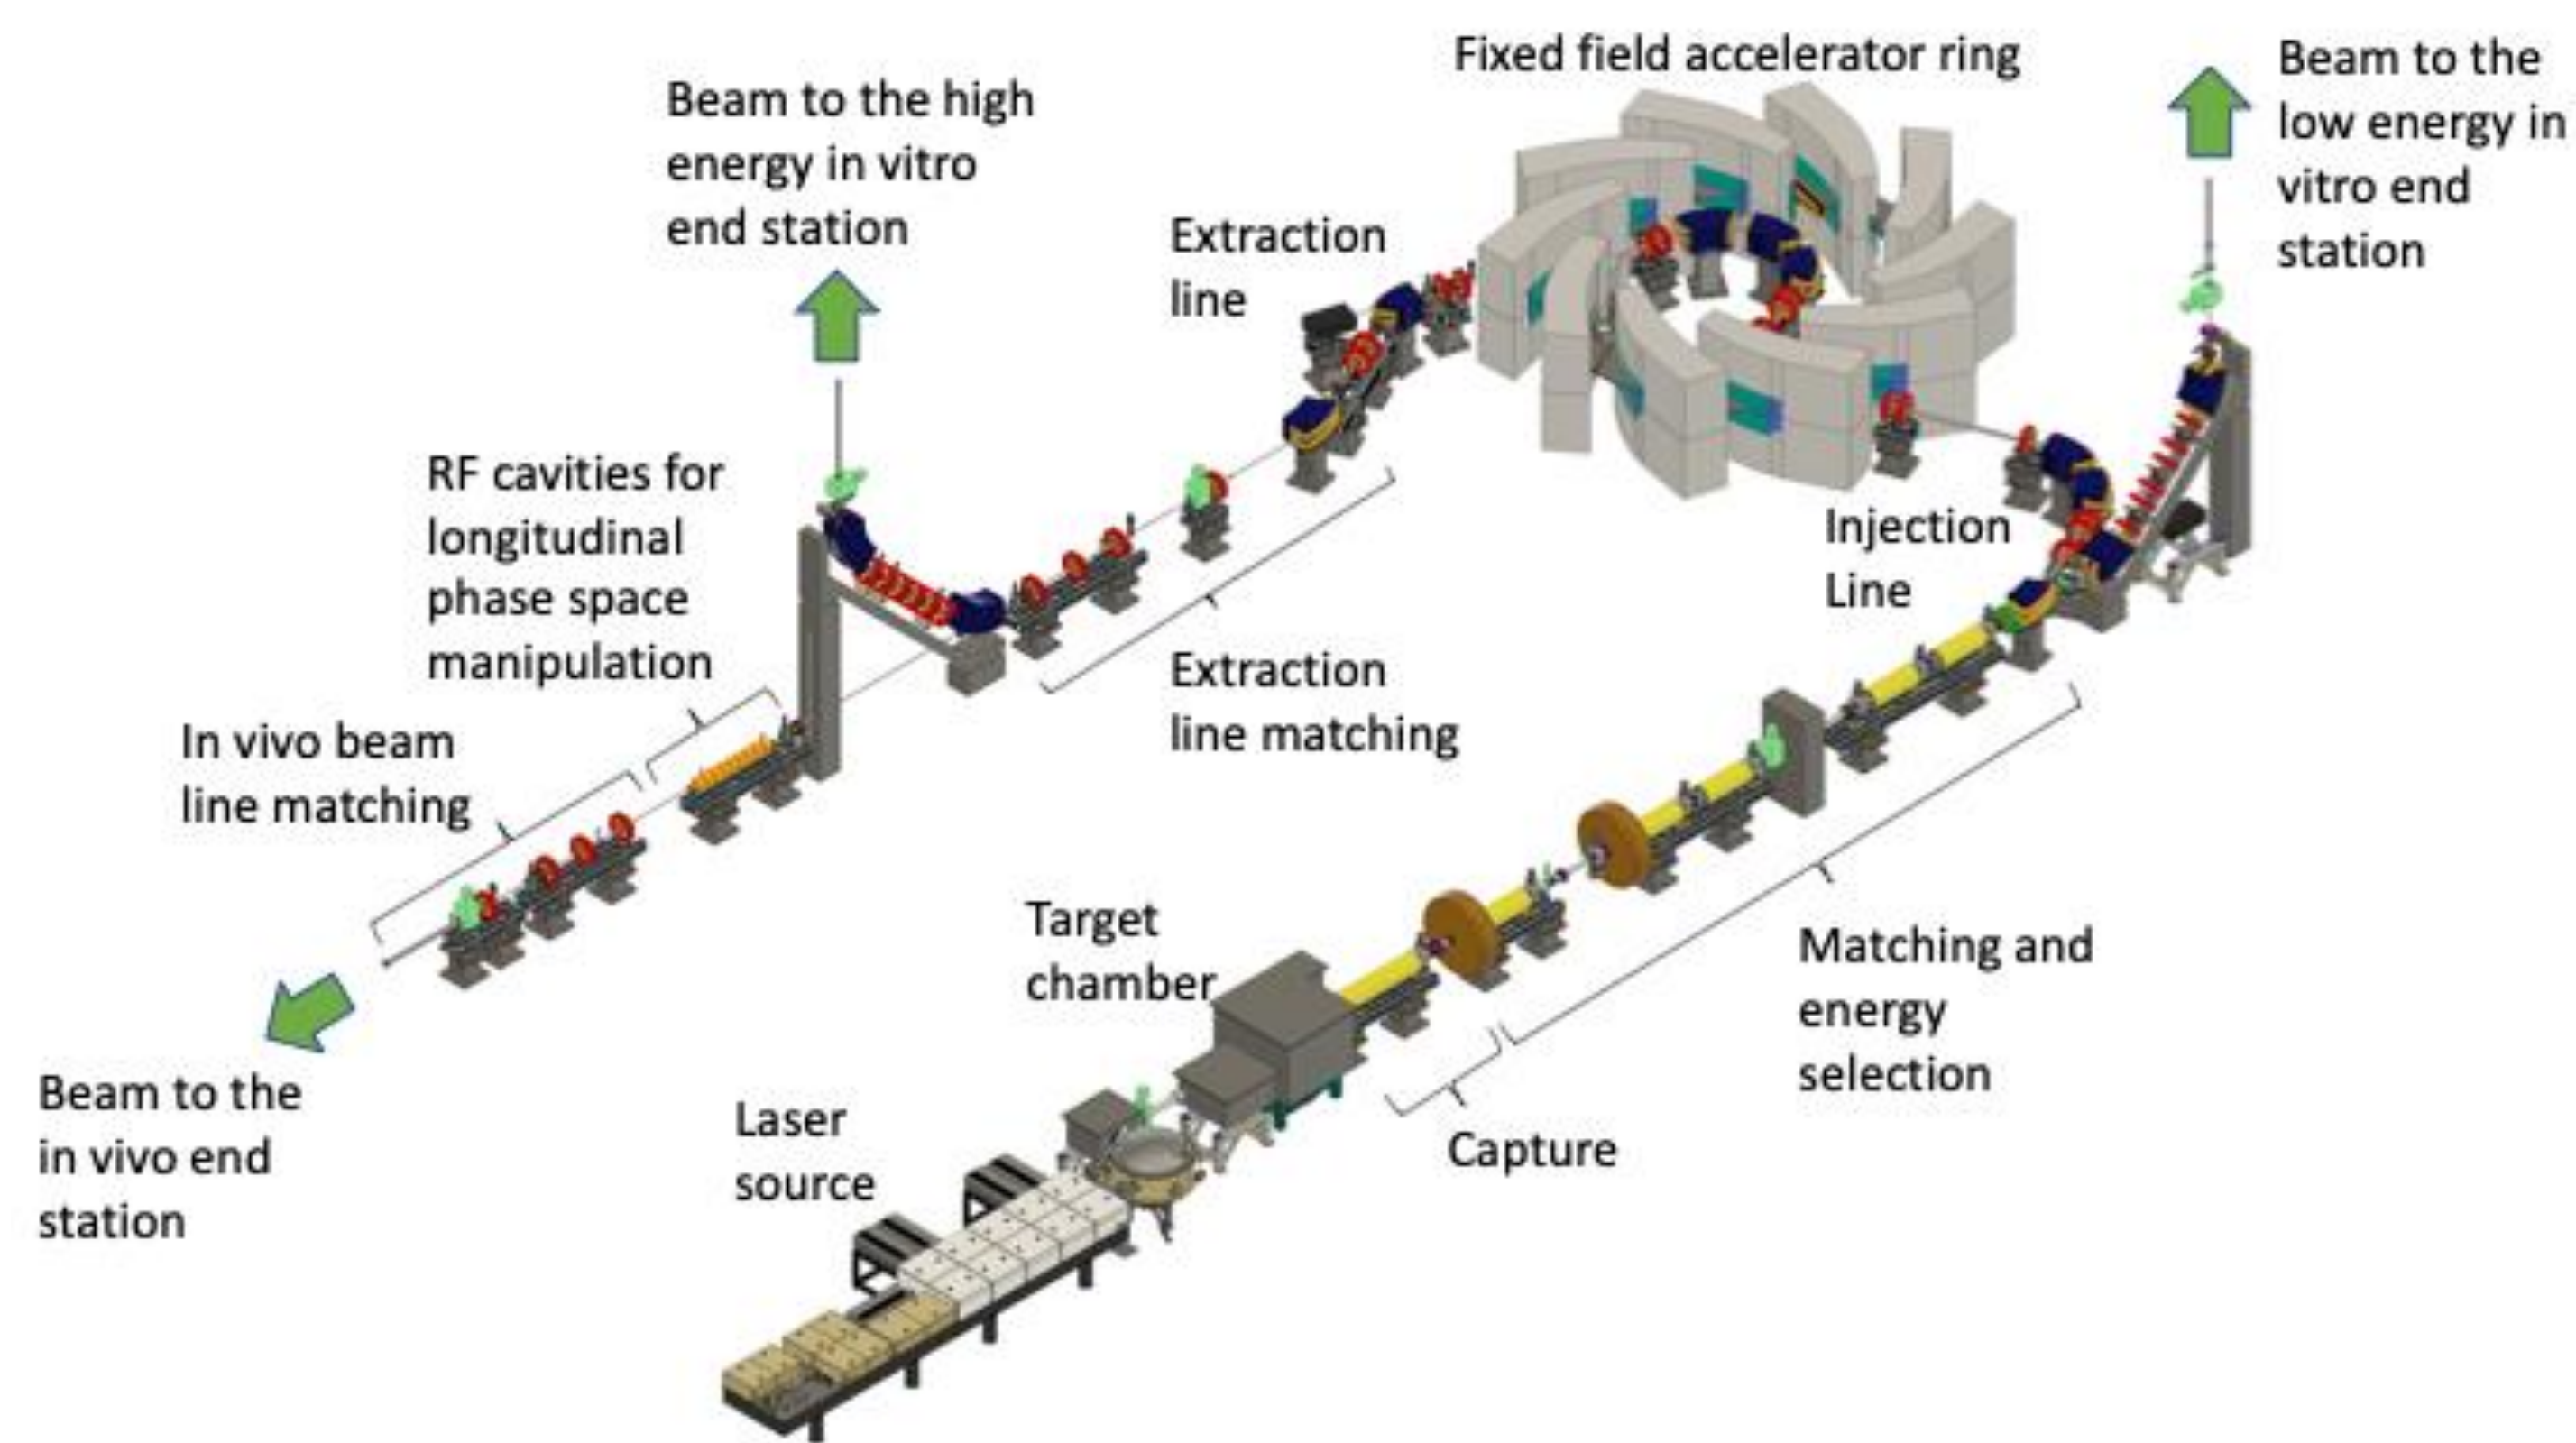 Fixed field accelerator ring
Beam to the
low energy in
vitro end
station
Beam to the high
energy in vitro
end station
Extraction
line
RF cavities for
longitudinal
phase space
manipulation
Injection
Line
Extraction
line matching
In vivo beam
line matching
Target
chamber
Matching and
energy
selection
Beam to the
in vivo end
station
Laser
source
Capture